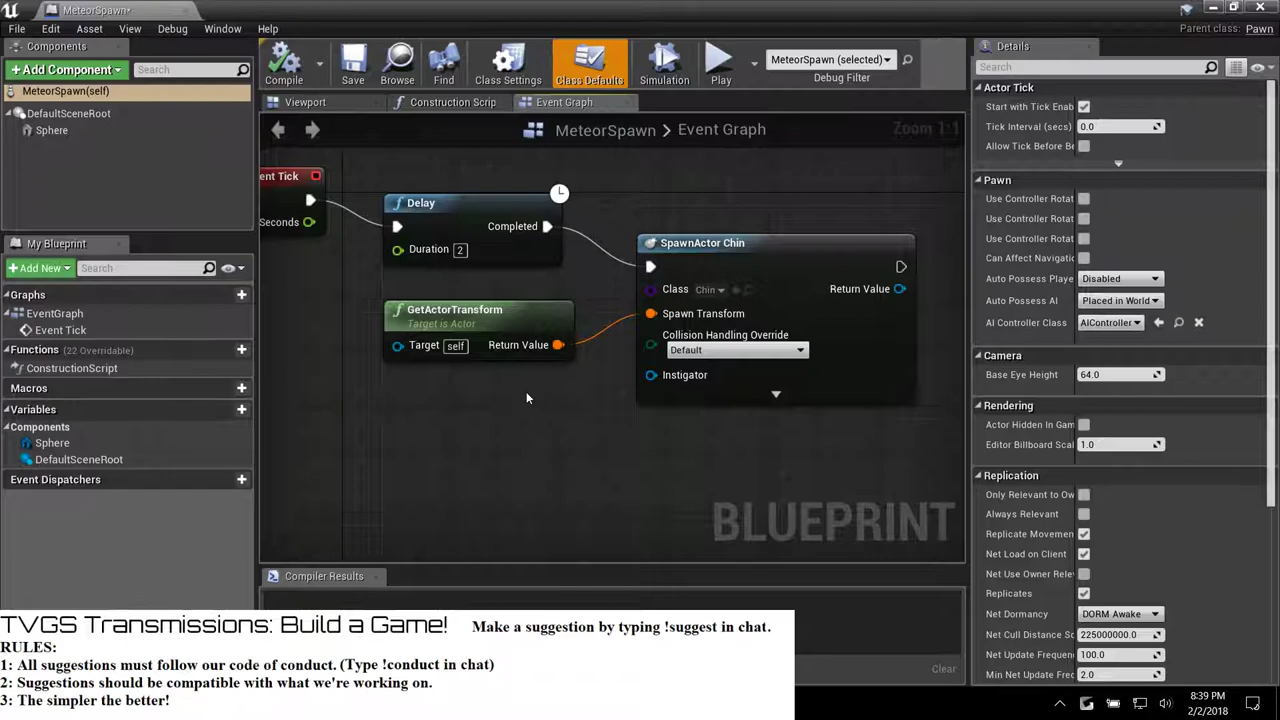 MeteorSpawn*
File Edit Asset View Debug Window Help
Parent class: Pawn
Components
Add Component
Search
MeteorSpawn(self)
DefaultSceneRoot
Sphere
Compile
Save
Browse
Find
Class Settings
Class Defaults
Simulation
Play
MeteorSpawn (selected)
Debug Filter
Viewport
Construction Scrip
Event Graph
MeteorSpawn > Event Graph
Zoom 1:1
ent Tick
Seconds
f Delay
Completed
Duration 2
f GetActorTransform
Target is Actor
Target self
Return Value
SpawnActor Chin
Class Chin
Return Value
Spawn Transform
Collision Handling Override
Default
Instigator
BLUEPRINT
My Blueprint
Add New
Search
Graphs
EventGraph
Event Tick
Functions (22 Overridable)
ConstructionScript
Macros
Variables
Components
Sphere
DefaultSceneRoot
Event Dispatchers
Compiler Results
Clear
Details
Search
Actor Tick
Start with Tick Enab
Tick Interval (secs) 0.0
Allow Tick Before Be
Pawn
Use Controller Rotat
Use Controller Rotat
Use Controller Rotat
Can Affect Navigatio
Auto Possess Playe Disabled
Auto Possess AI Placed in World
AI Controller Class AIController
Camera
Base Eye Height 64.0
Rendering
Actor Hidden In Gam
Editor Billboard Scal 1.0
Replication
Only Relevant to Ow
Always Relevant
Replicate Movemen
Net Load on Client
Net Use Owner Rele
Replicates
Net Dormancy DORM Awake
Net Cull Distance S 225000000.0
Net Update Frequen 100.0
Min Net Update Fre 2.0
TVGS Transmissions: Build a Game!
Make a suggestion by typing !suggest in chat.
RULES:
1: All suggestions must follow our code of conduct. (Type !conduct in chat)
2: Suggestions should be compatible with what we're working on.
3: The simpler the better!
8:39 PM
2/2/2018